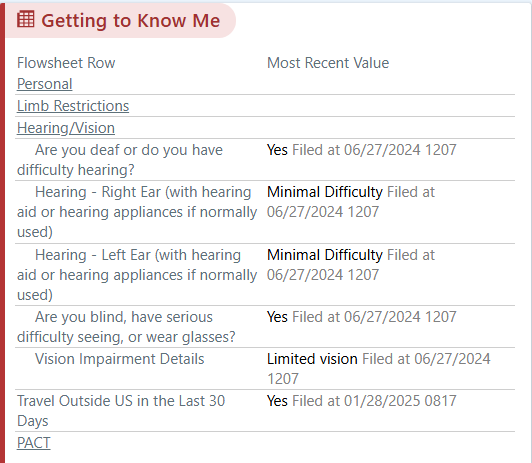 Getting to Know Me
Flowsheet Row Most Recent Value
Personal
Limb Restrictions
Hearing/Vision
Are you deaf or do you have Yes Filed at 06/27/2024 1207
difficulty hearing?
Hearing - Right Ear (with hearing Minimal Difficulty Filed at
aid or hearing appliances if normally 06/27/2024 1207
used)
Hearing - Left Ear (with hearing Minimal Difficulty Filed at
aid or hearing appliances if normally 06/27/2024 1207
used)
Are you blind, have serious Yes Filed at 06/27/2024 1207
difficulty seeing, or wear glasses?
Vision Impairment Details Limited vision Filed at 06/27/2024
1207
Travel Outside US in the Last 30 Yes Filed at 01/28/2025 0817
Days
PACT